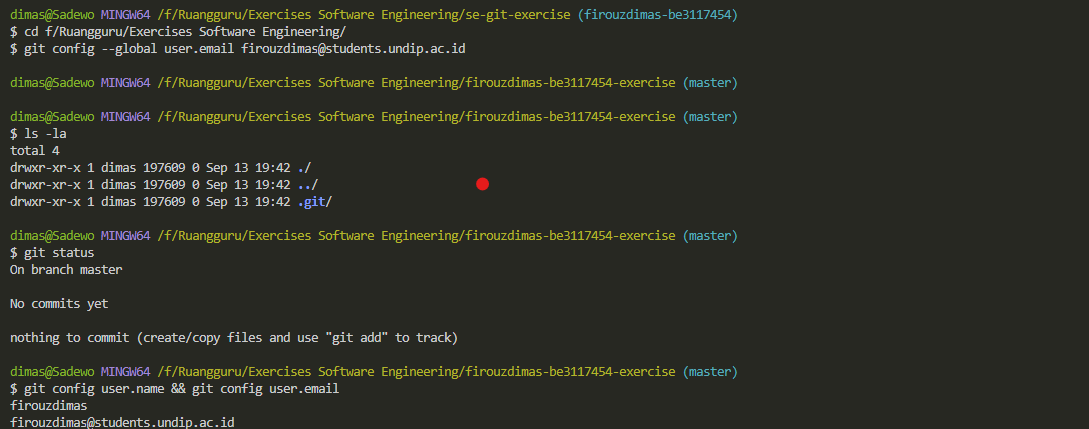 dimas@Sadewo MINGW64 /f/Ruangguru/Exercises Software Engineering/se-git-exercise (firouzdimas-be3117454)
$ cd f/Ruangguru/Exercises Software Engineering/
$ git config --global user.email firouzdimas@students.undip.ac.id
dimas@Sadewo MINGW64 /f/Ruangguru/Exercises Software Engineering/firouzdimas-be3117454-exercise (master)
dimas@Sadewo MINGW64 /f/Ruangguru/Exercises Software Engineering/firouzdimas-be3117454-exercise (master)
$ ls -la
total 4
drwxr-xr-x 1 dimas 197609 0 Sep 13 19:42 ./
drwxr-xr-x 1 dimas 197609 0 Sep 13 19:42 ../
drwxr-xr-x 1 dimas 197609 0 Sep 13 19:42 .git/
dimas@Sadewo MINGW64 /f/Ruangguru/Exercises Software Engineering/firouzdimas-be3117454-exercise (master)
$ git status
On branch master
No commits yet
nothing to commit (create/copy files and use "git add" to track)
dimas@Sadewo MINGW64 /f/Ruangguru/Exercises Software Engineering/firouzdimas-be3117454-exercise (master)
$ git config user.name && git config user.email
firouzdimas
firouzdimas@students.undip.ac.id